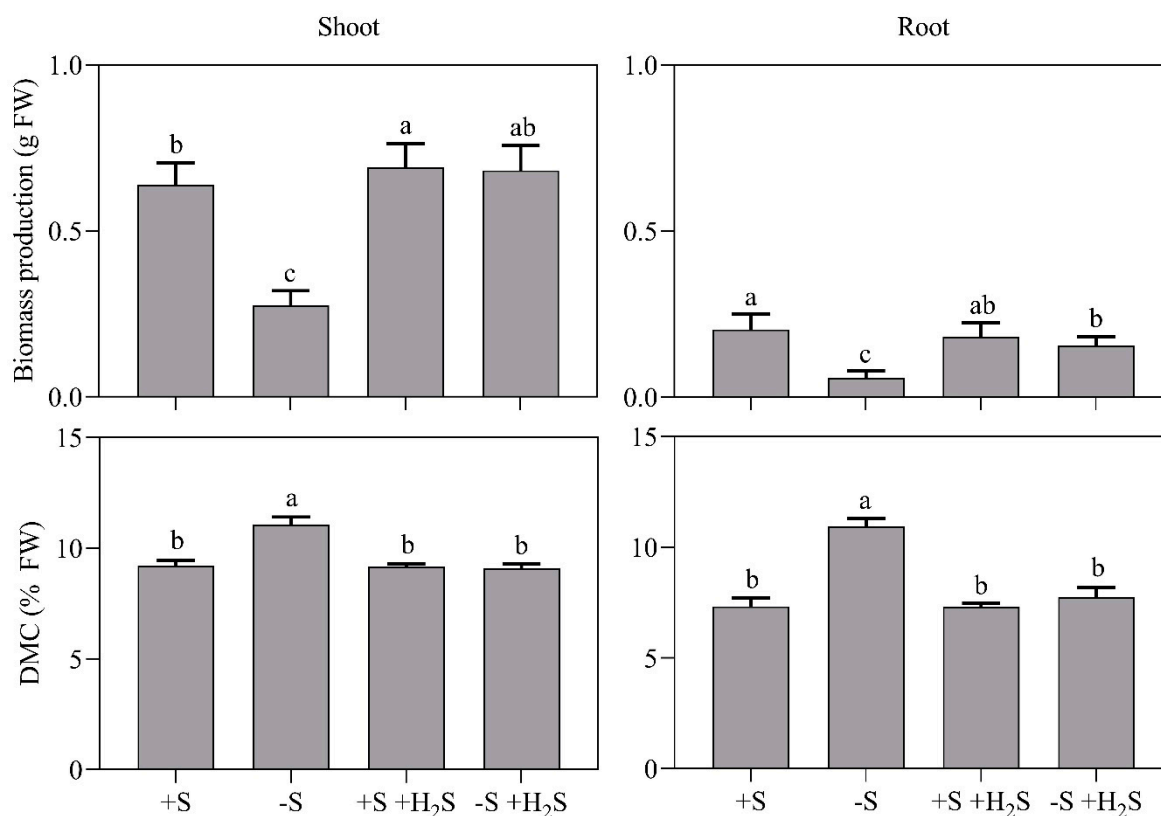 Shoot
Root
Biomass production (g FW)
1.0
0.5
0.0
b
c
a
ab
1.0
0.5
0.0
a
c
ab
b
DMC (% FW)
15
10
5
0
b
a
b
b
+S
-S
+S +H₂S
-S +H₂S
15
10
5
0
b
a
b
b
+S
-S
+S +H₂S
-S +H₂S